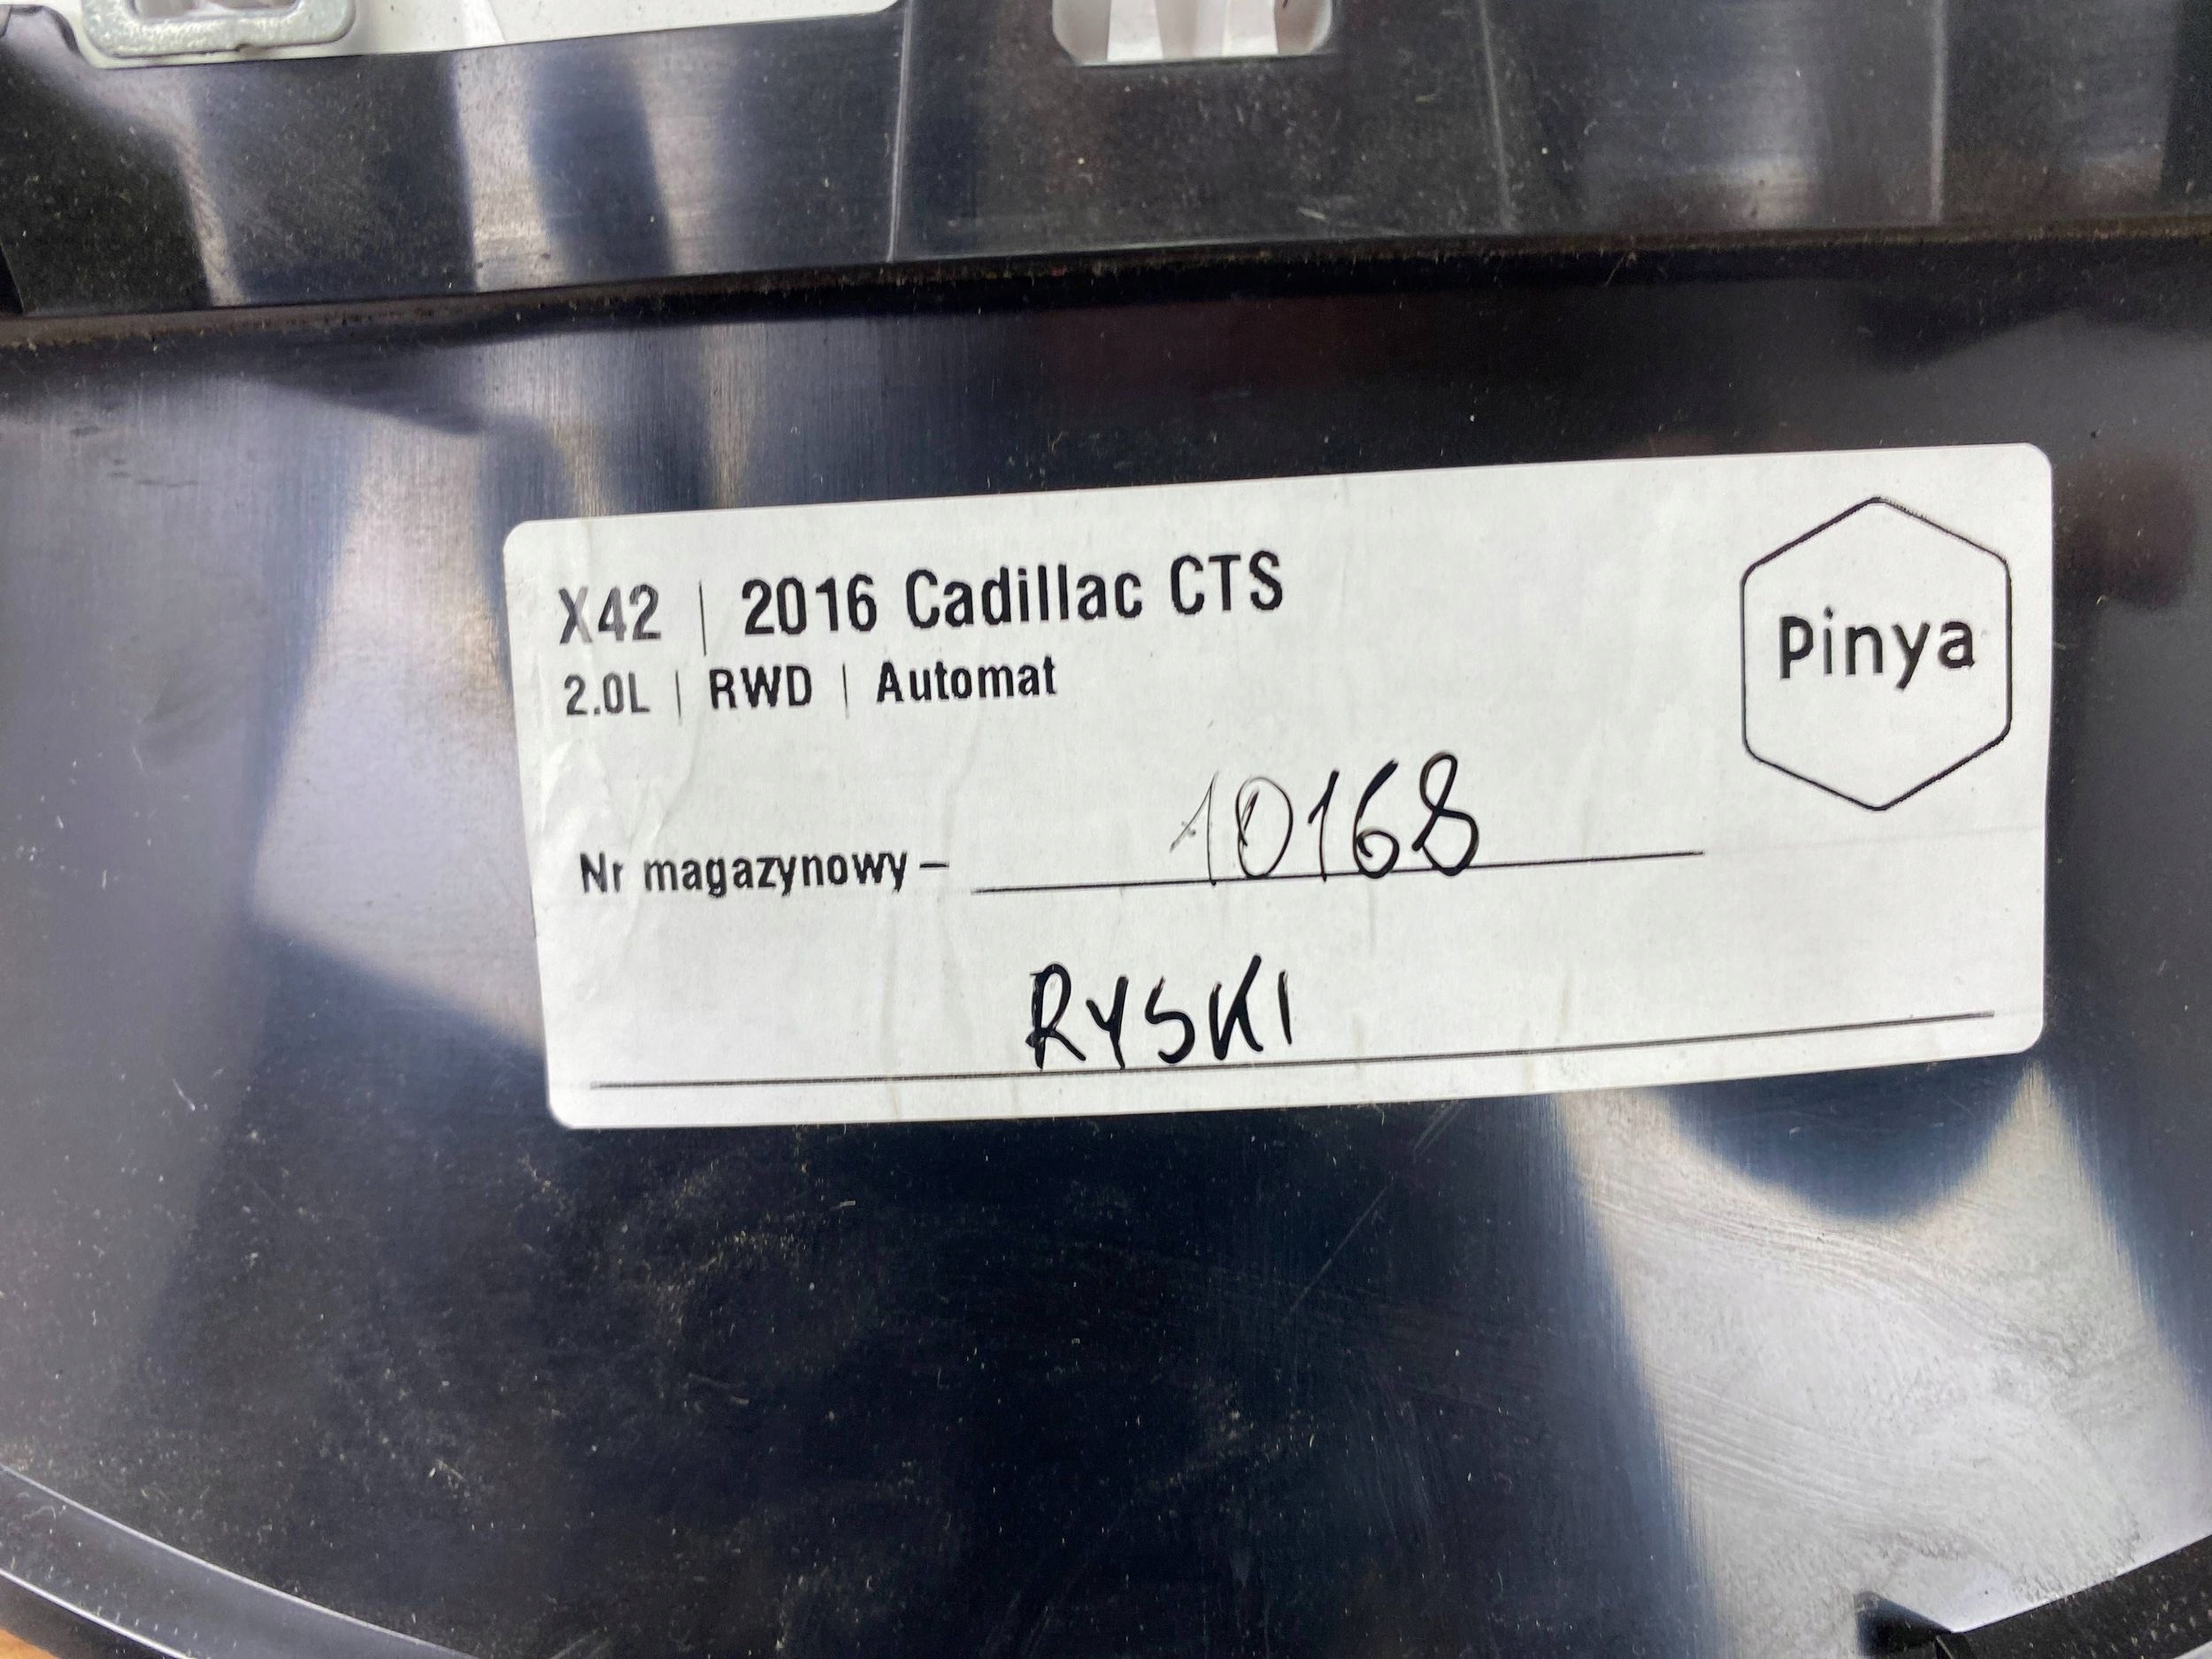 X42 | 2016 Cadillac CTS
2.0L | RWD | Automat
Pinya
Nr magazynowy – 10168
RYSKI